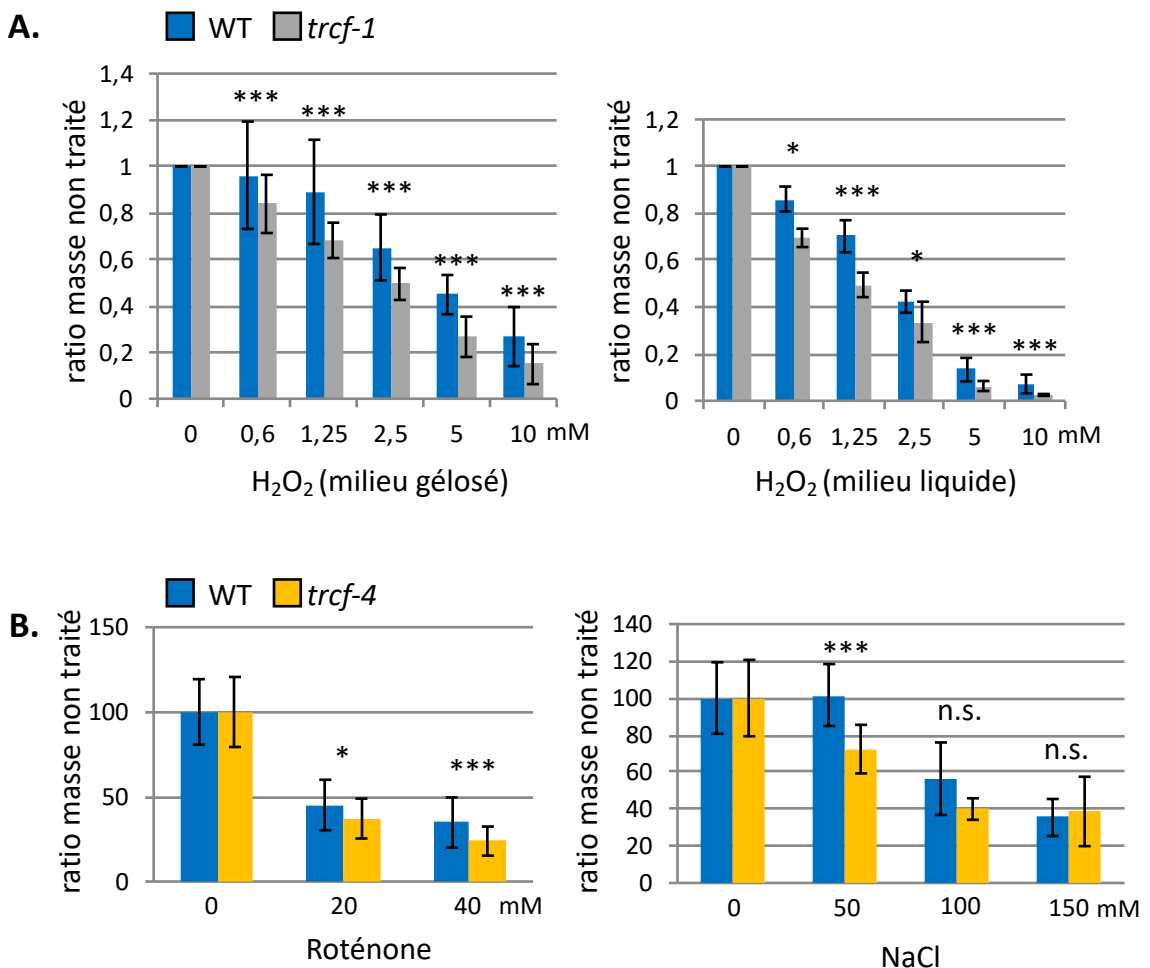 A.
WT trcf-1
ratio masse non traité
1,4
1,2
1
0,8
0,6
0,4
0,2
0
*** *** *** *** ***
0 0,6 1,25 2,5 5 10 mM
H₂O₂ (milieu gélosé)
ratio masse non traité
1,2
1
0,8
0,6
0,4
0,2
0
* *** * *** ***
0 0,6 1,25 2,5 5 10 mM
H₂O₂ (milieu liquide)
B.
WT trcf-4
ratio masse non traité
150
100
50
0
* ***
0 20 40 mM
Roténone
ratio masse non traité
140
120
100
80
60
40
20
0
*** n.s. n.s.
0 50 100 150 mM
NaCl